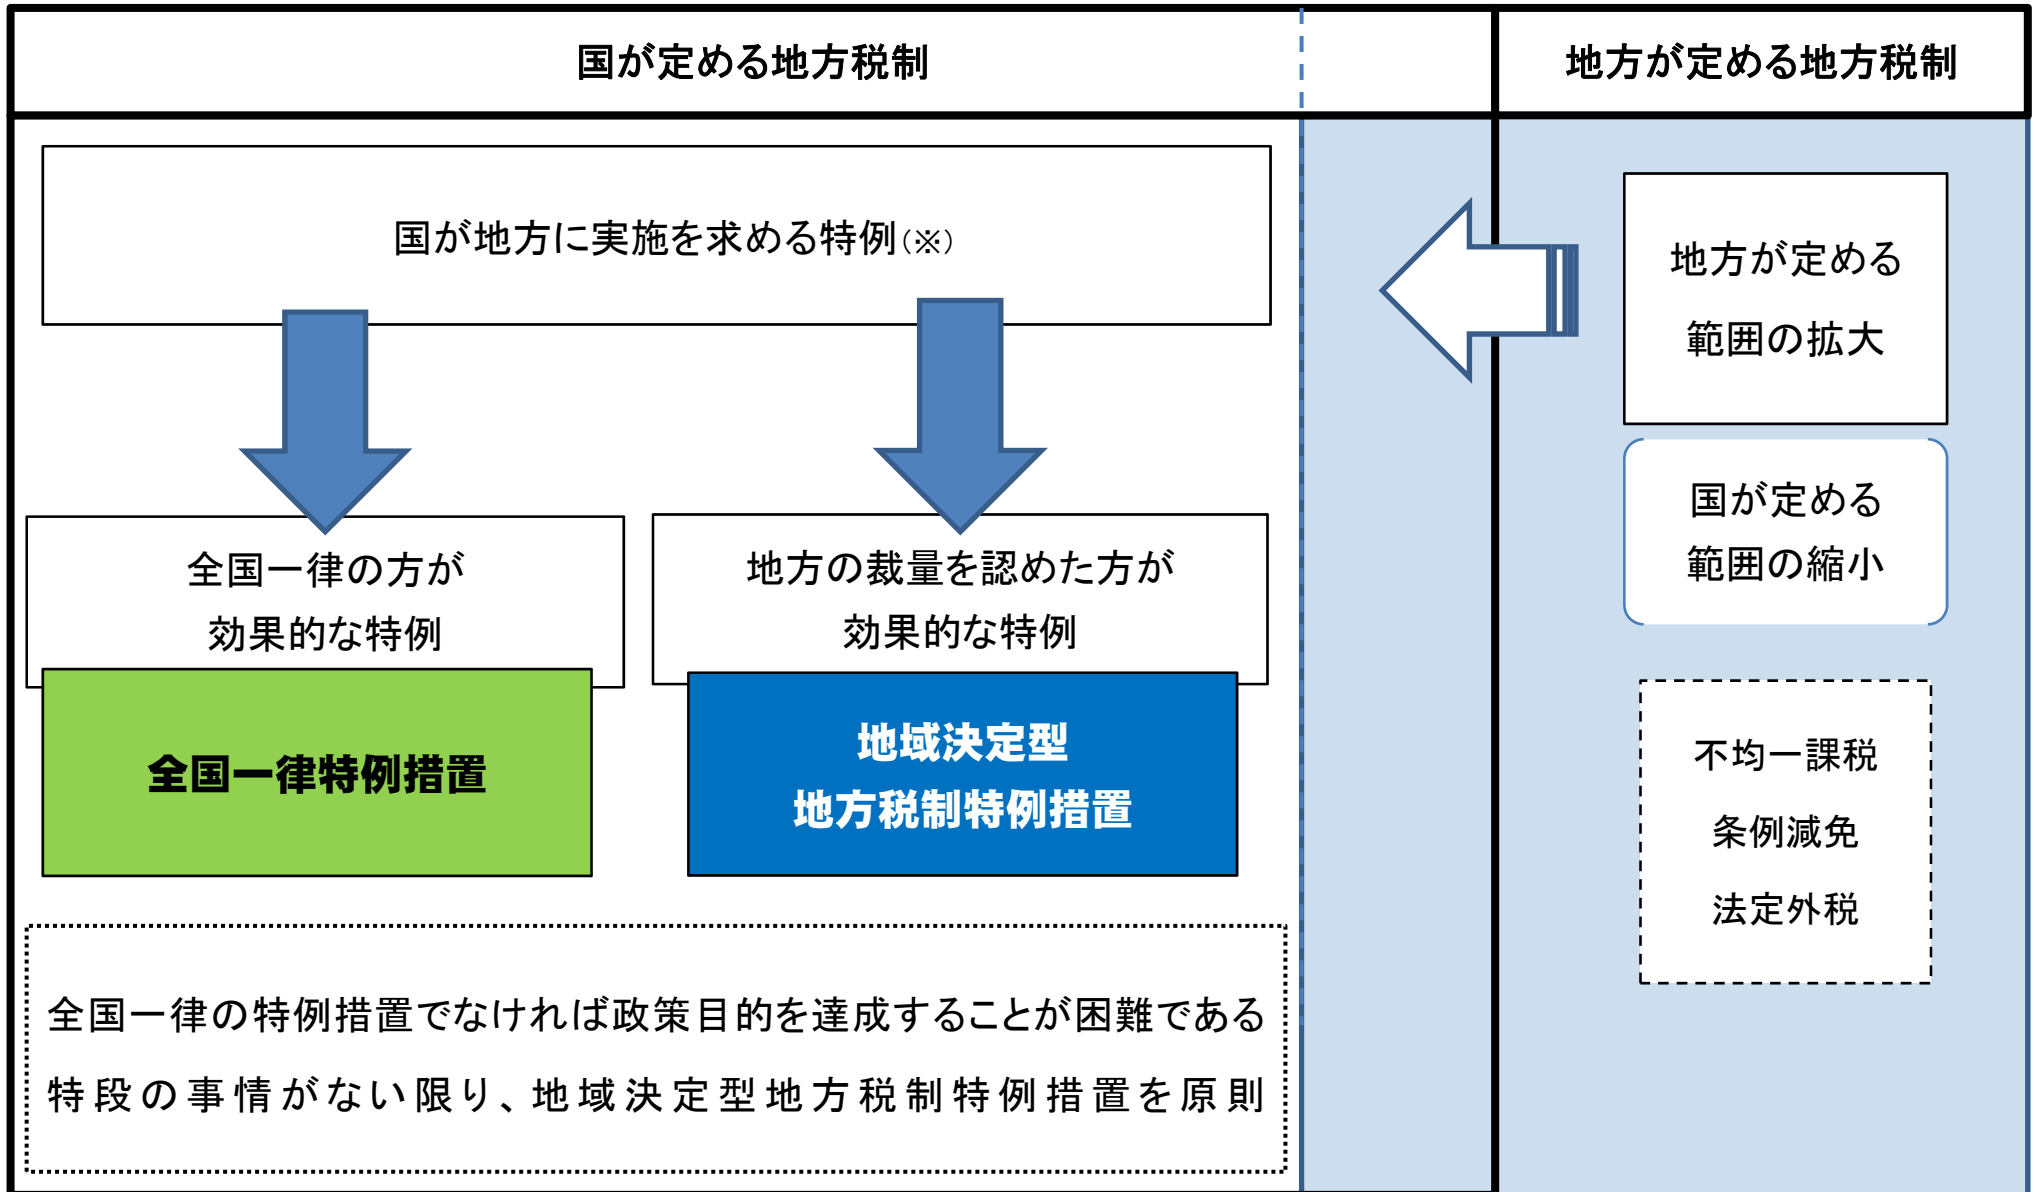 国が定める地方税制
地方が定める地方税制
国が地方に実施を求める特例(※)
全国一律の方が
効果的な特例
全国一律特例措置
地方の裁量を認めた方が
効果的な特例
地域決定型
地方税制特例措置
全国一律の特例措置でなければ政策目的を達成することが困難である
特段の事情がない限り、地域決定型地方税制特例措置を原則
地方が定める
範囲の拡大
国が定める
範囲の縮小
不均一課税
条例減免
法定外税